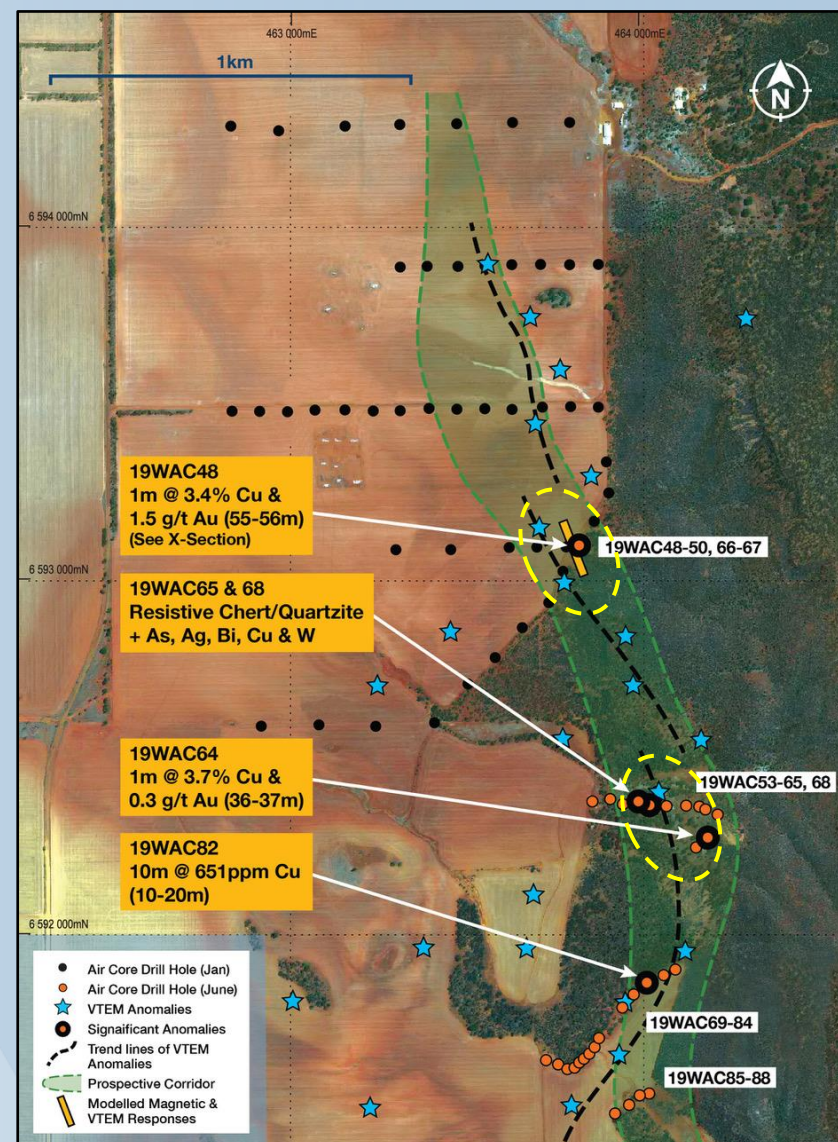 463 000mE
464 000mE
1km
N
6 594 000mN
19WAC48
1m @ 3.4% Cu &
1.5 g/t Au (55-56m)
(See X-Section)
19WAC48-50, 66-67
6 593 000mN
19WAC65 & 68
Resistive Chert/Quartzite
+ As, Ag, Bi, Cu & W
19WAC64
1m @ 3.7% Cu &
0.3 g/t Au (36-37m)
19WAC53-65, 68
19WAC82
10m @ 651ppm Cu
(10-20m)
6 592 000mN
Air Core Drill Hole (Jan)
Air Core Drill Hole (June)
VTEM Anomalies
Signaificant Anomalies
Trend lines of VTEM
Anomalies
Prospective Corridor
Modelled Magnetic &
VTEM Responses
19WAC69-84
19WAC85-88